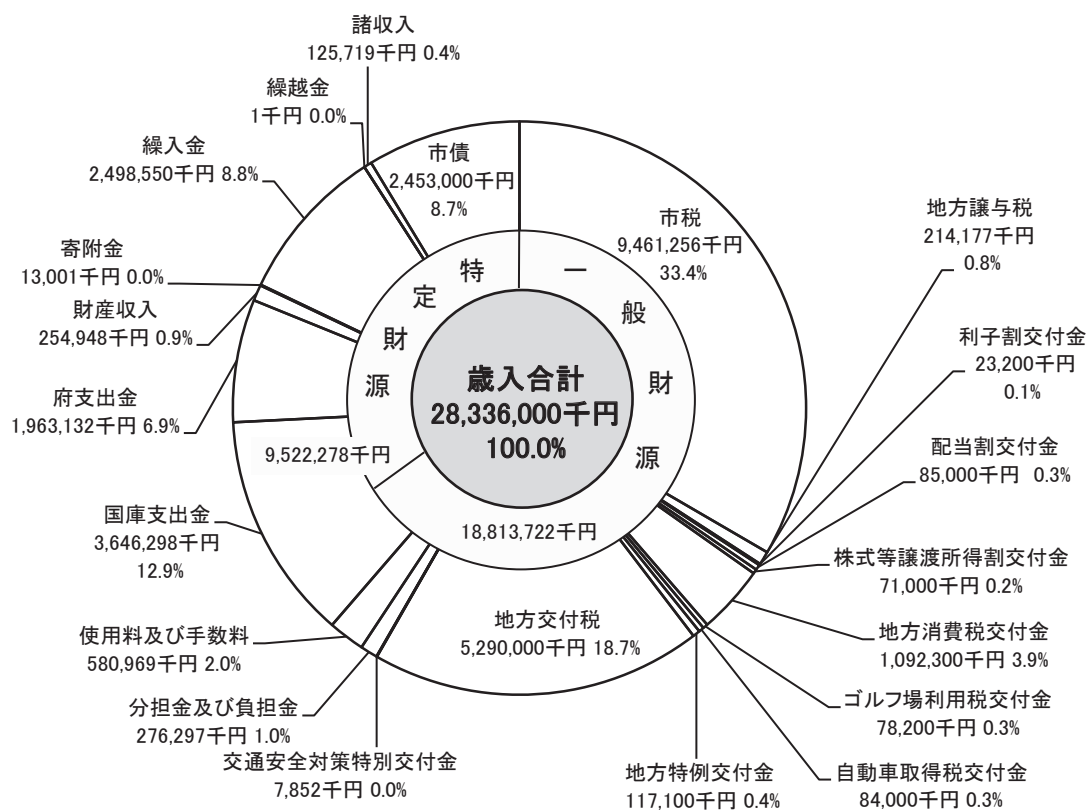 諸収入
125,719千円 0.4%
繰越金
1千円 0.0%
繰入金
2,498,550千円 8.8%
寄附金
13,001千円 0.0%
財産収入
254,948千円 0.9%
府支出金
1,963,132千円 6.9%
国庫支出金
3,646,298千円
12.9%
使用料及び手数料
580,969千円 2.0%
分担金及び負担金
276,297千円 1.0%
交通安全対策特別交付金
7,852千円 0.0%
市債
2,453,000千円
8.7%
市税
9,461,256千円
33.4%
地方譲与税
214,177千円
0.8%
利子割交付金
23,200千円
0.1%
配当割交付金
85,000千円 0.3%
株式等譲渡所得割交付金
71,000千円 0.2%
地方消費税交付金
1,092,300千円 3.9%
ゴルフ場利用税交付金
78,200千円 0.3%
自動車取得税交付金
84,000千円 0.3%
地方特例交付金
117,100千円 0.4%
地方交付税
5,290,000千円 18.7%
特定財源
9,522,278千円
一般財源
18,813,722千円
歳入合計
28,336,000千円
100.0%